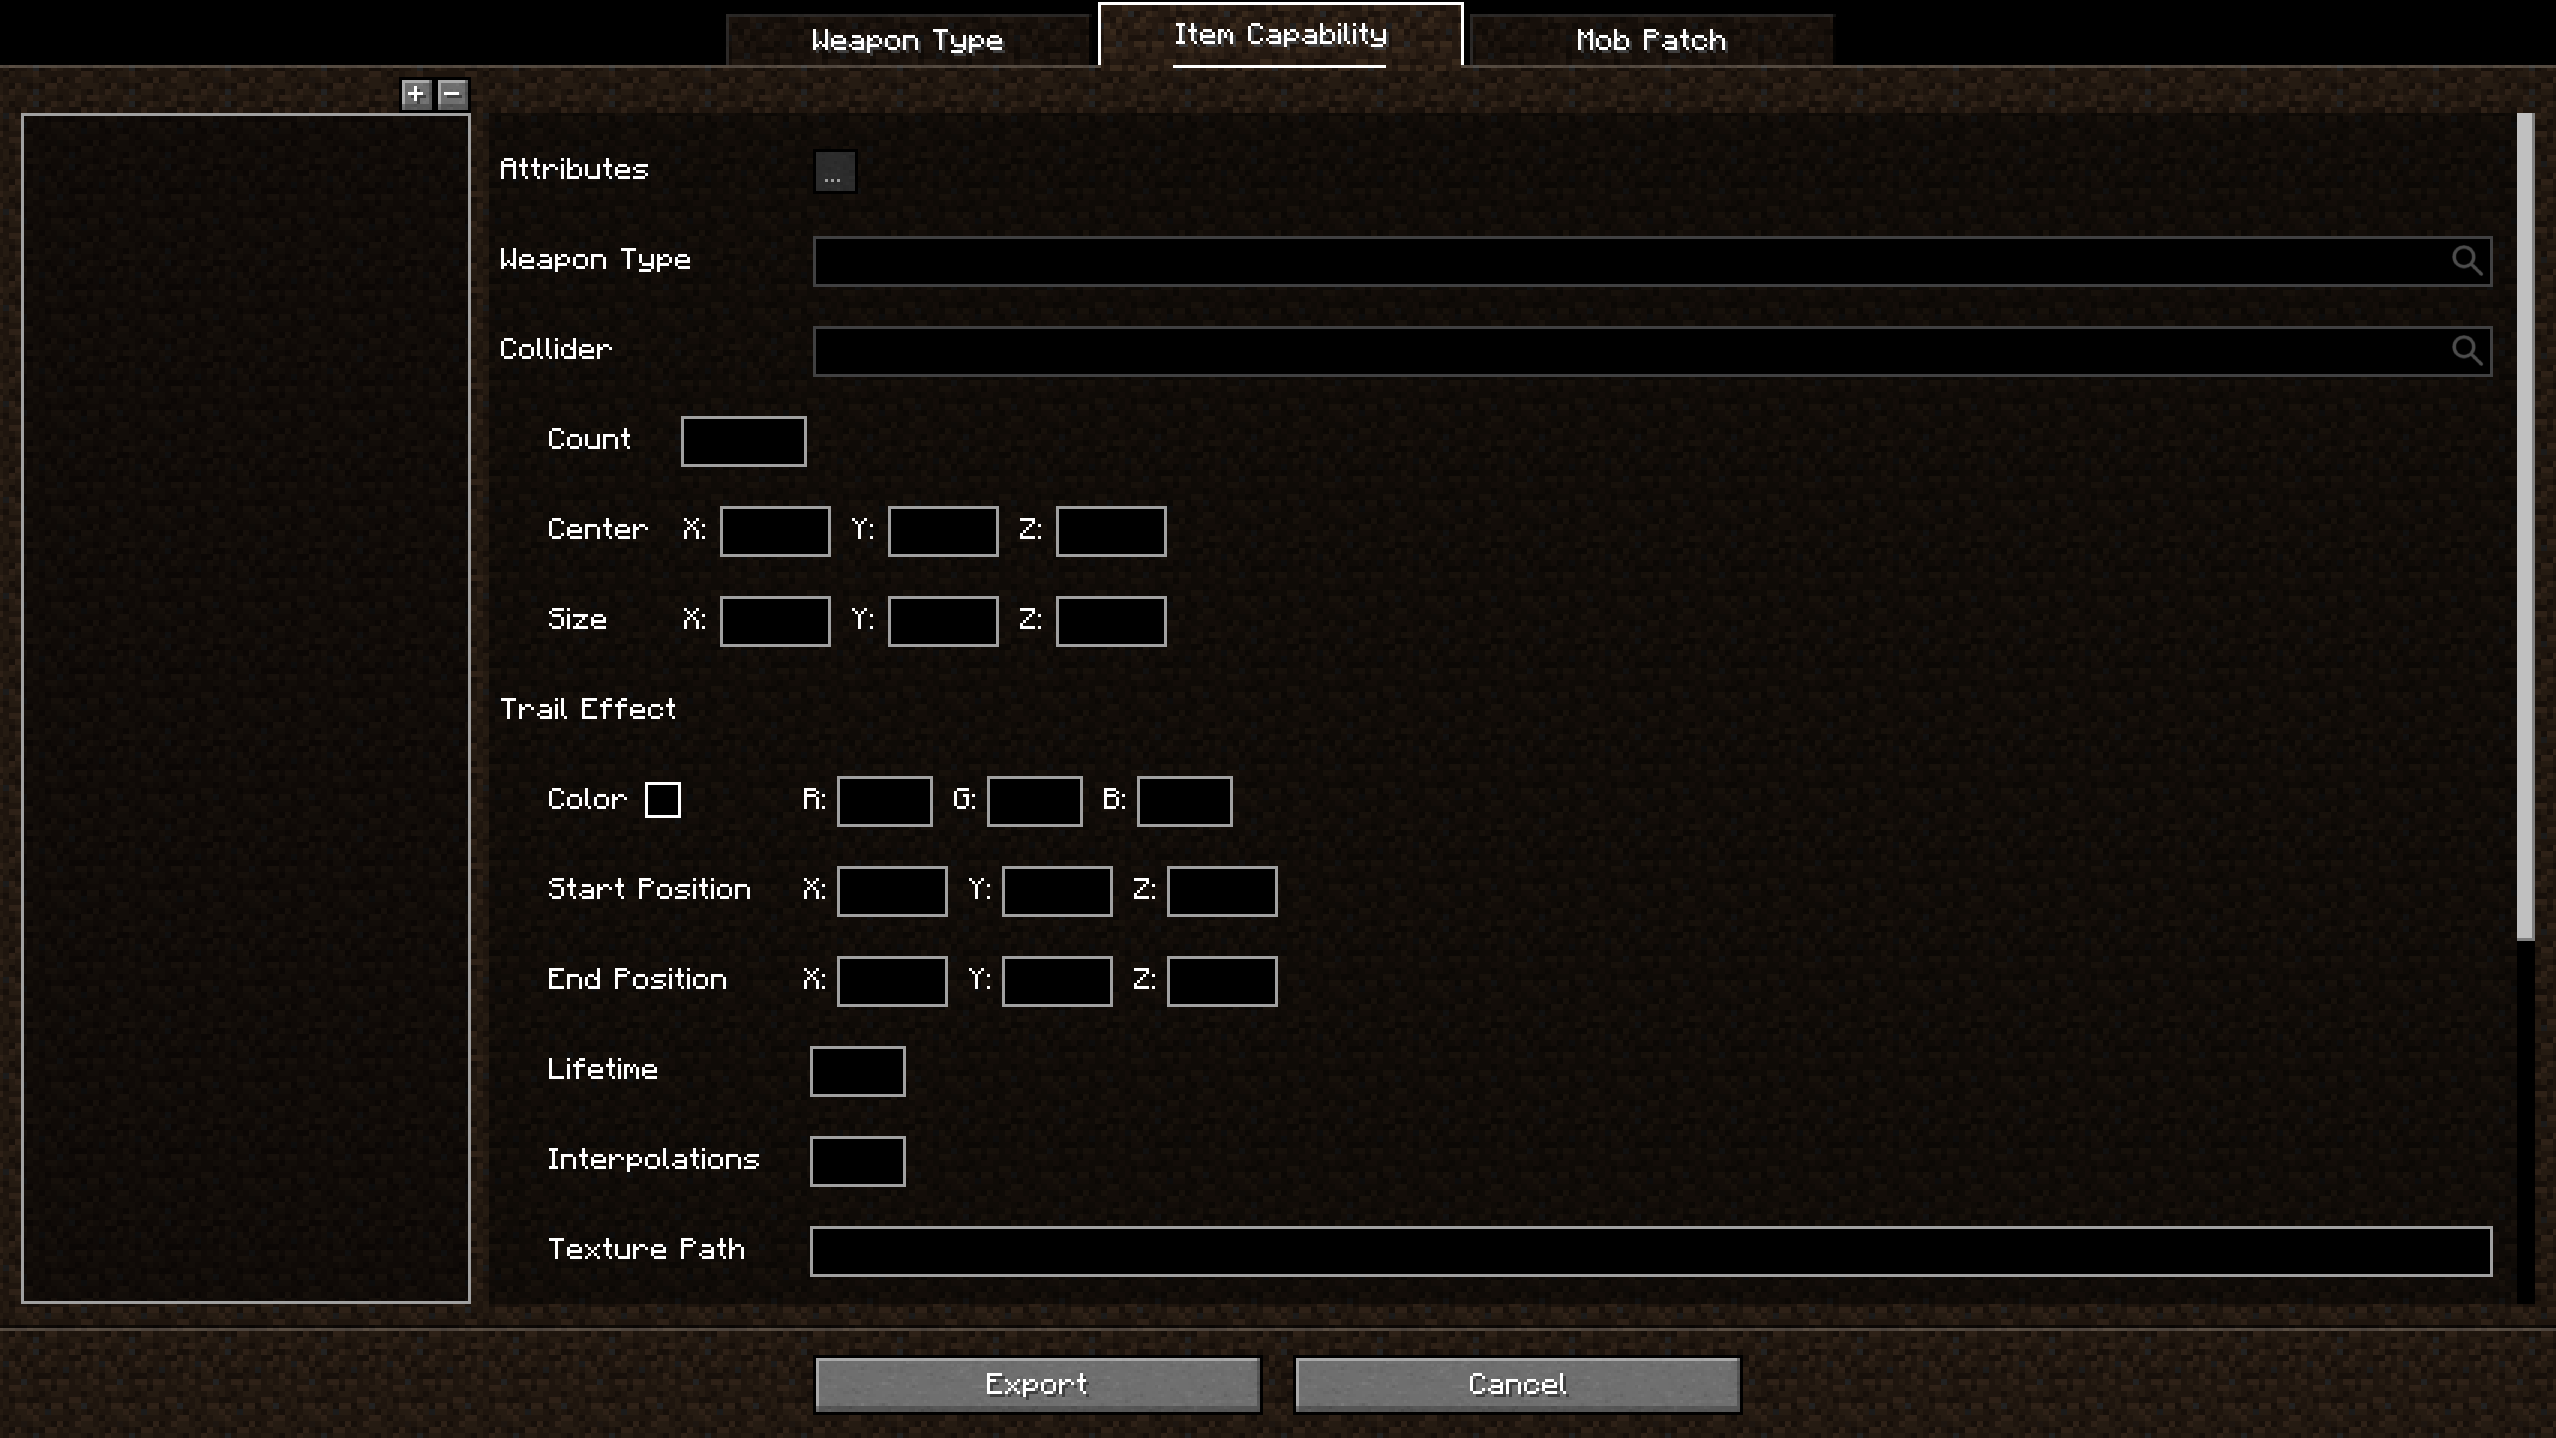 Weapon Type Item Capability Mob Patch
+ -
Attributes ...
Weapon Type
Collider
Count
Center X: Y: Z:
Size X: Y: Z:
Trail Effect
Color R: G: B:
Start Position X: Y: Z:
End Position X: Y: Z:
Lifetime
Interpolations
Texture Path
Export Cancel